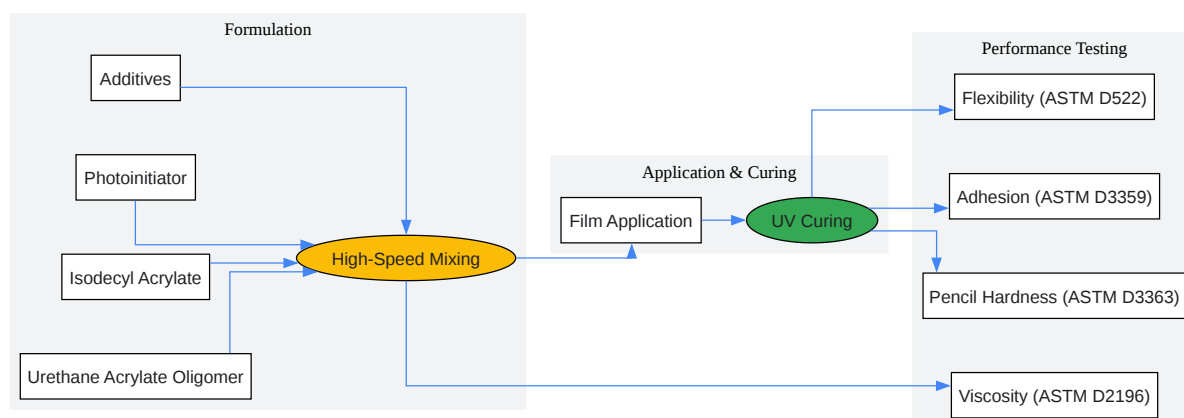 Formulation
Additives
Photoinitiator
Isodecyl Acrylate
Urethane Acrylate Oligomer
High-Speed Mixing
Application & Curing
Film Application
UV Curing
Performance Testing
Flexibility (ASTM D522)
Adhesion (ASTM D3359)
Pencil Hardness (ASTM D3363)
Viscosity (ASTM D2196)